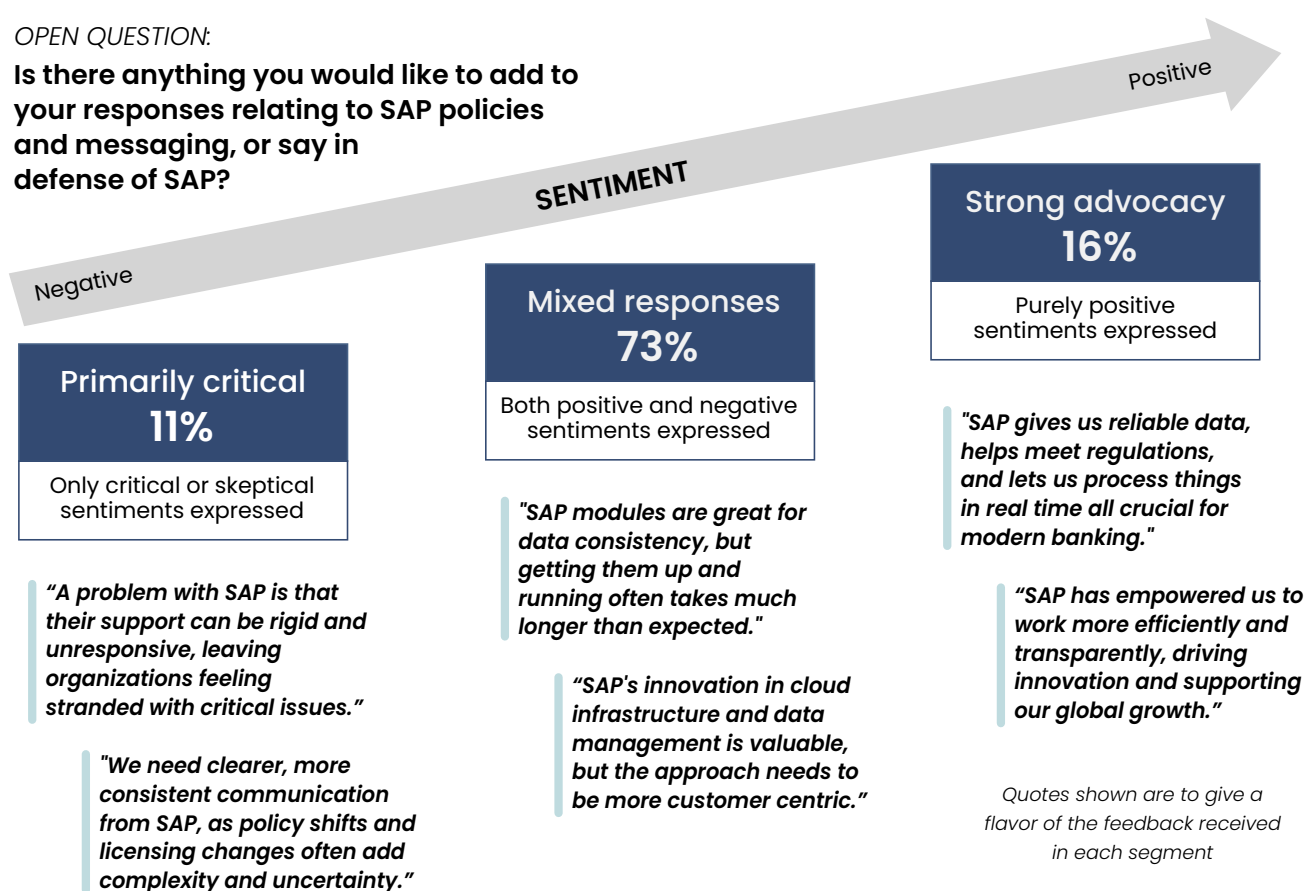 OPEN QUESTION:
Is there anything you would like to add to
your responses relating to SAP policies
and messaging, or say in
defense of SAP?
Negative
SENTIMENT
Positive
Primarily critical
11%
Only critical or skeptical
sentiments expressed
“A problem with SAP is that
their support can be rigid and
unresponsive, leaving
organizations feeling
stranded with critical issues.”
"We need clearer, more
consistent communication
from SAP, as policy shifts and
licensing changes often add
complexity and uncertainty.”
Mixed responses
73%
Both positive and negative
sentiments expressed
"SAP modules are great for
data consistency, but
getting them up and
running often takes much
longer than expected."
“SAP's innovation in cloud
infrastructure and data
management is valuable,
but the approach needs to
be more customer centric.”
Strong advocacy
16%
Purely positive
sentiments expressed
"SAP gives us reliable data,
helps meet regulations,
and lets us process things
in real time all crucial for
modern banking."
“SAP has empowered us to
work more efficiently and
transparently, driving
innovation and supporting
our global growth.”
Quotes shown are to give a
flavor of the feedback received
in each segment